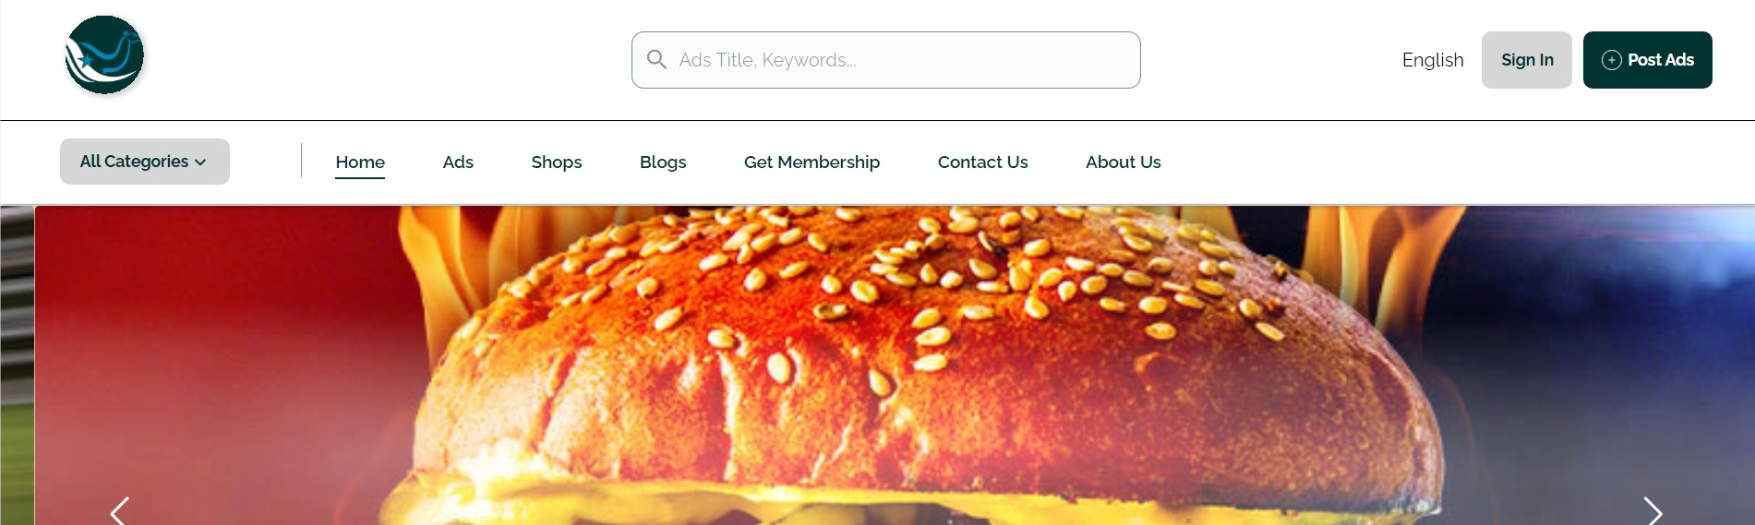 Ads Title, Keywords...
English
Sign In
Post Ads
All Categories
Home
Ads
Shops
Blogs
Get Membership
Contact Us
About Us